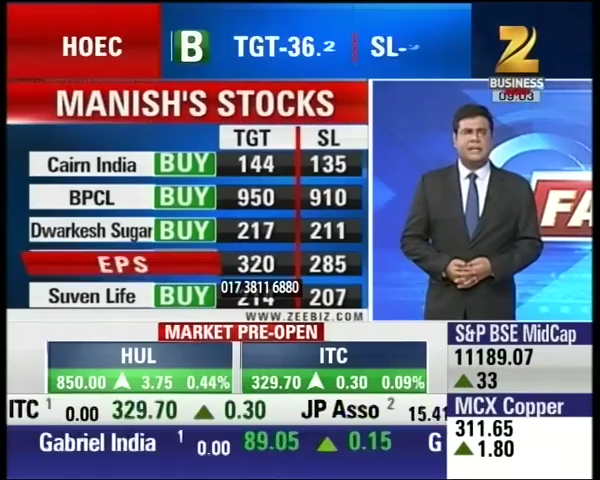 HOEC B TGT-36.2 SL-
Z
BUSINESS
09:03
MANISH'S STOCKS
TGT SL
Cairn India BUY 144 135
BPCL BUY 950 910
Dwarkesh Sugar BUY 217 211
EPS 320 285
017 3811 6880
Suven Life BUY 214 207
WWW.ZEEBIZ.COM
FA
MARKET PRE-OPEN
HUL ITC
850.00 3.75 0.44% 329.70 0.30 0.09%
S&P BSE MidCap
11189.07
33
ITC 1 0.00 329.70 0.30 JP Asso 2 15.41
MCX Copper
311.65
1.80
Gabriel India 1 0.00 89.05 0.15 G